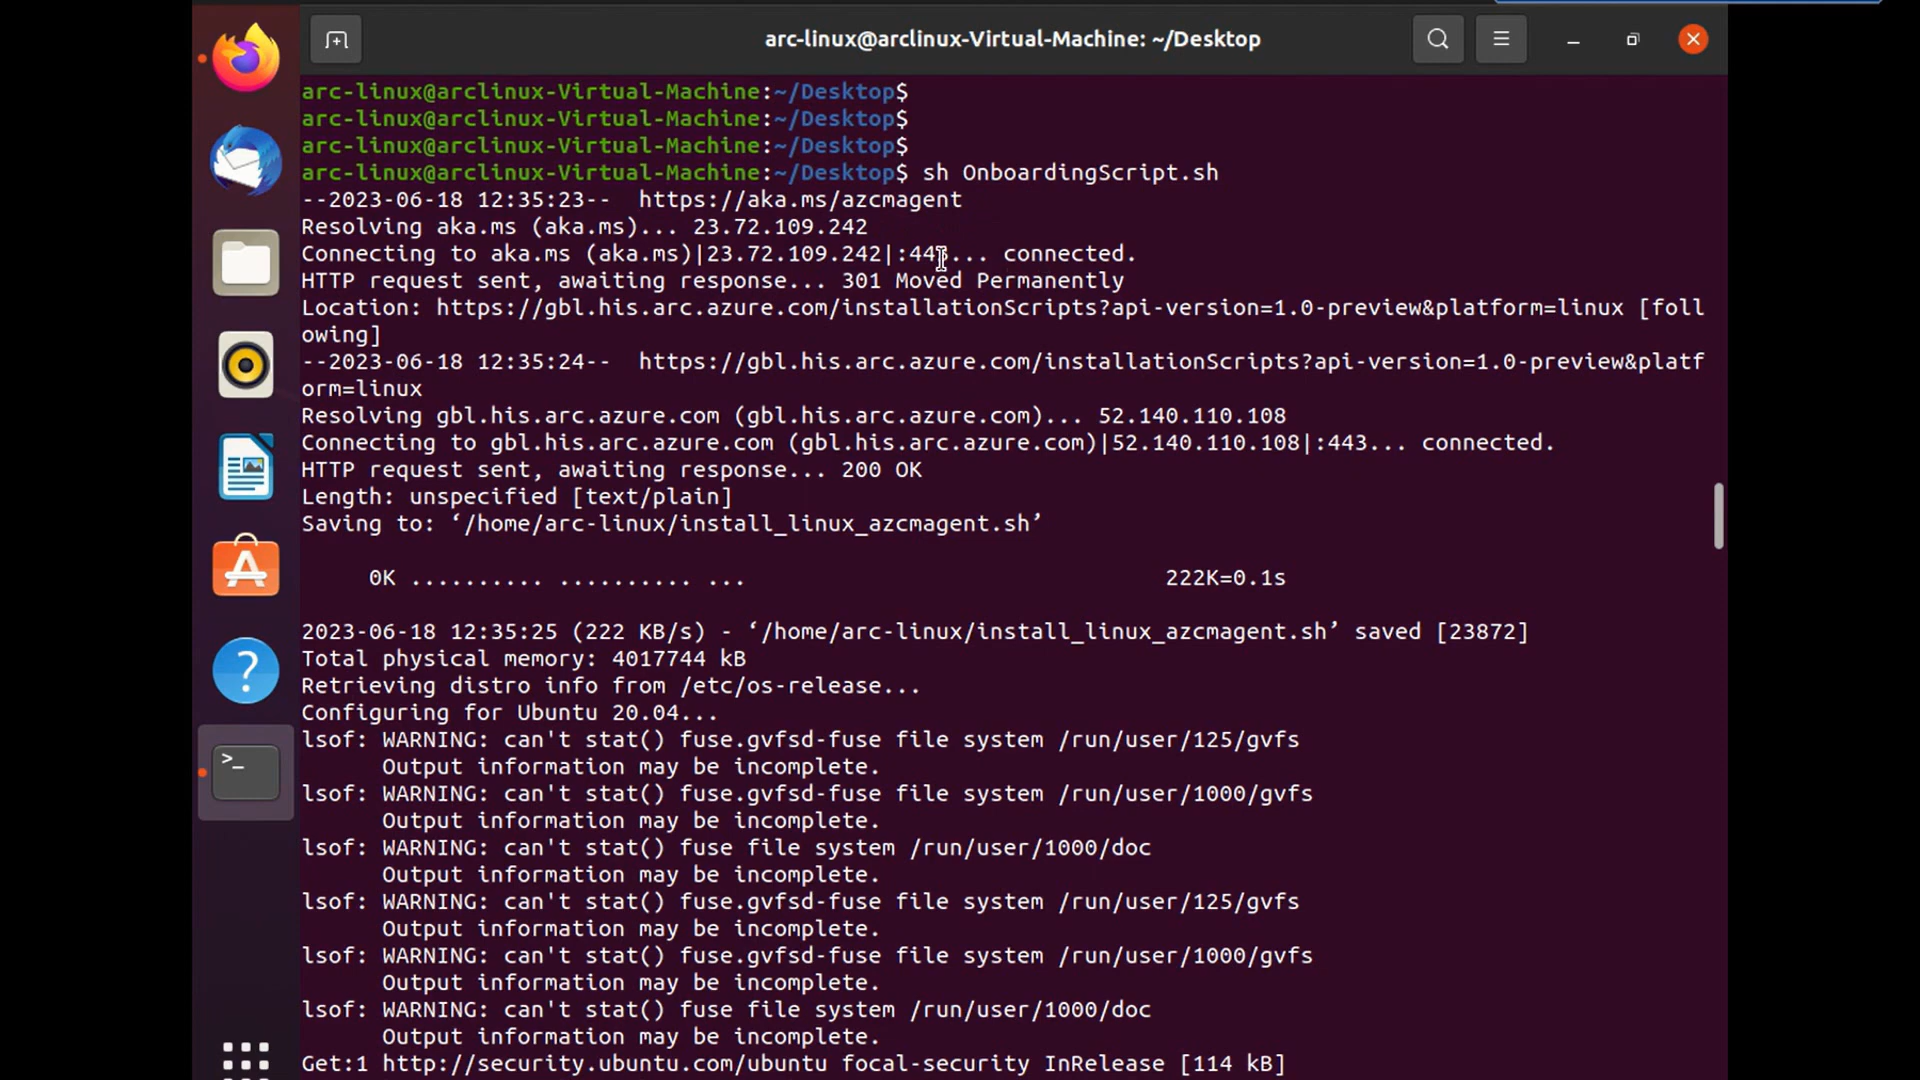 arc-linux@arclinux-Virtual-Machine: ~/Desktop
arc-linux@arclinux-Virtual-Machine:~/Desktop$
arc-linux@arclinux-Virtual-Machine:~/Desktop$
arc-linux@arclinux-Virtual-Machine:~/Desktop$
arc-linux@arclinux-Virtual-Machine:~/Desktop$ sh OnboardingScript.sh
--2023-06-18 12:35:23--  https://aka.ms/azcmagent
Resolving aka.ms (aka.ms)... 23.72.109.242
Connecting to aka.ms (aka.ms)|23.72.109.242|:443... connected.
HTTP request sent, awaiting response... 301 Moved Permanently
Location: https://gbl.his.arc.azure.com/installationScripts?api-version=1.0-preview&platform=linux [foll
owing]
--2023-06-18 12:35:24--  https://gbl.his.arc.azure.com/installationScripts?api-version=1.0-preview&platf
orm=linux
Resolving gbl.his.arc.azure.com (gbl.his.arc.azure.com)... 52.140.110.108
Connecting to gbl.his.arc.azure.com (gbl.his.arc.azure.com)|52.140.110.108|:443... connected.
HTTP request sent, awaiting response... 200 OK
Length: unspecified [text/plain]
Saving to: ‘/home/arc-linux/install_linux_azcmagent.sh’
0K .......... .......... ... 222K=0.1s
2023-06-18 12:35:25 (222 KB/s) - ‘/home/arc-linux/install_linux_azcmagent.sh’ saved [23872]
Total physical memory: 4017744 kB
Retrieving distro info from /etc/os-release...
Configuring for Ubuntu 20.04...
lsof: WARNING: can't stat() fuse.gvfsd-fuse file system /run/user/125/gvfs
Output information may be incomplete.
lsof: WARNING: can't stat() fuse.gvfsd-fuse file system /run/user/1000/gvfs
Output information may be incomplete.
lsof: WARNING: can't stat() fuse file system /run/user/1000/doc
Output information may be incomplete.
lsof: WARNING: can't stat() fuse.gvfsd-fuse file system /run/user/125/gvfs
Output information may be incomplete.
lsof: WARNING: can't stat() fuse.gvfsd-fuse file system /run/user/1000/gvfs
Output information may be incomplete.
lsof: WARNING: can't stat() fuse file system /run/user/1000/doc
Output information may be incomplete.
Get:1 http://security.ubuntu.com/ubuntu focal-security InRelease [114 kB]